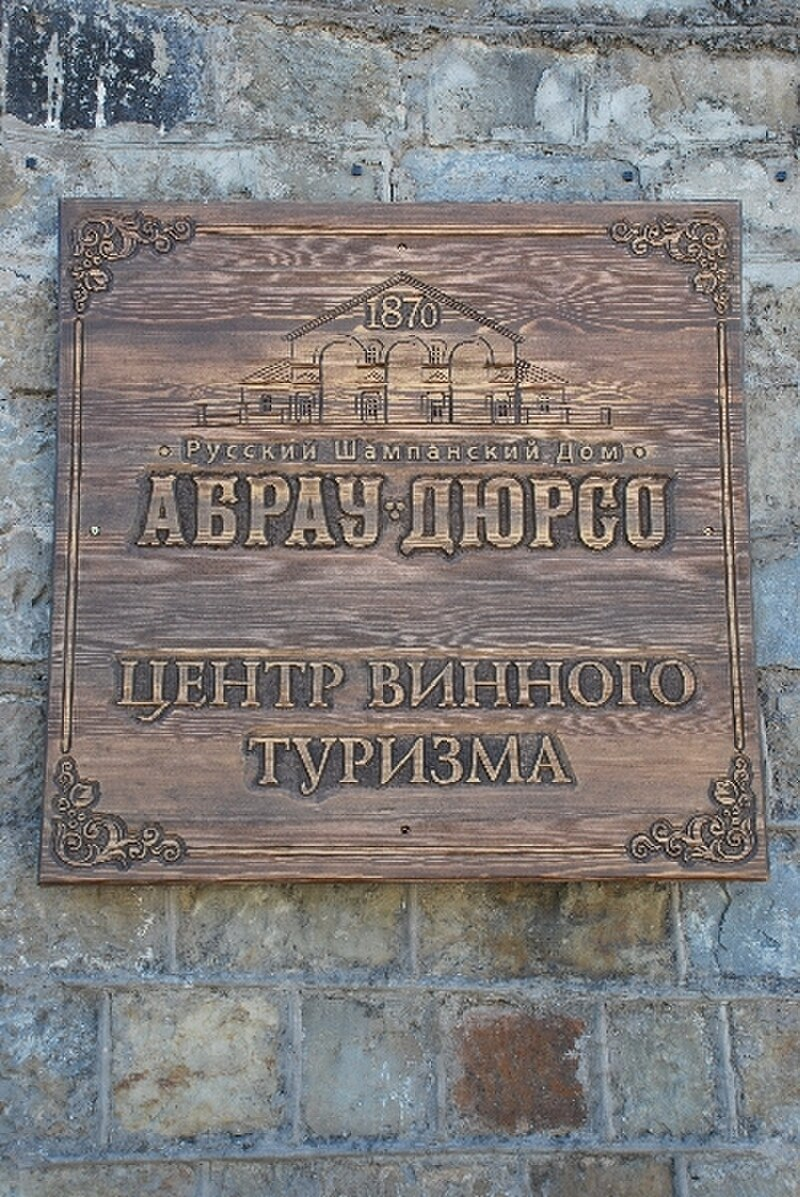 1870
• Русский Шампанский Дом •
АБРАУ-ДЮРСО
ЦЕНТР ВИННОГО
ТУРИЗМА